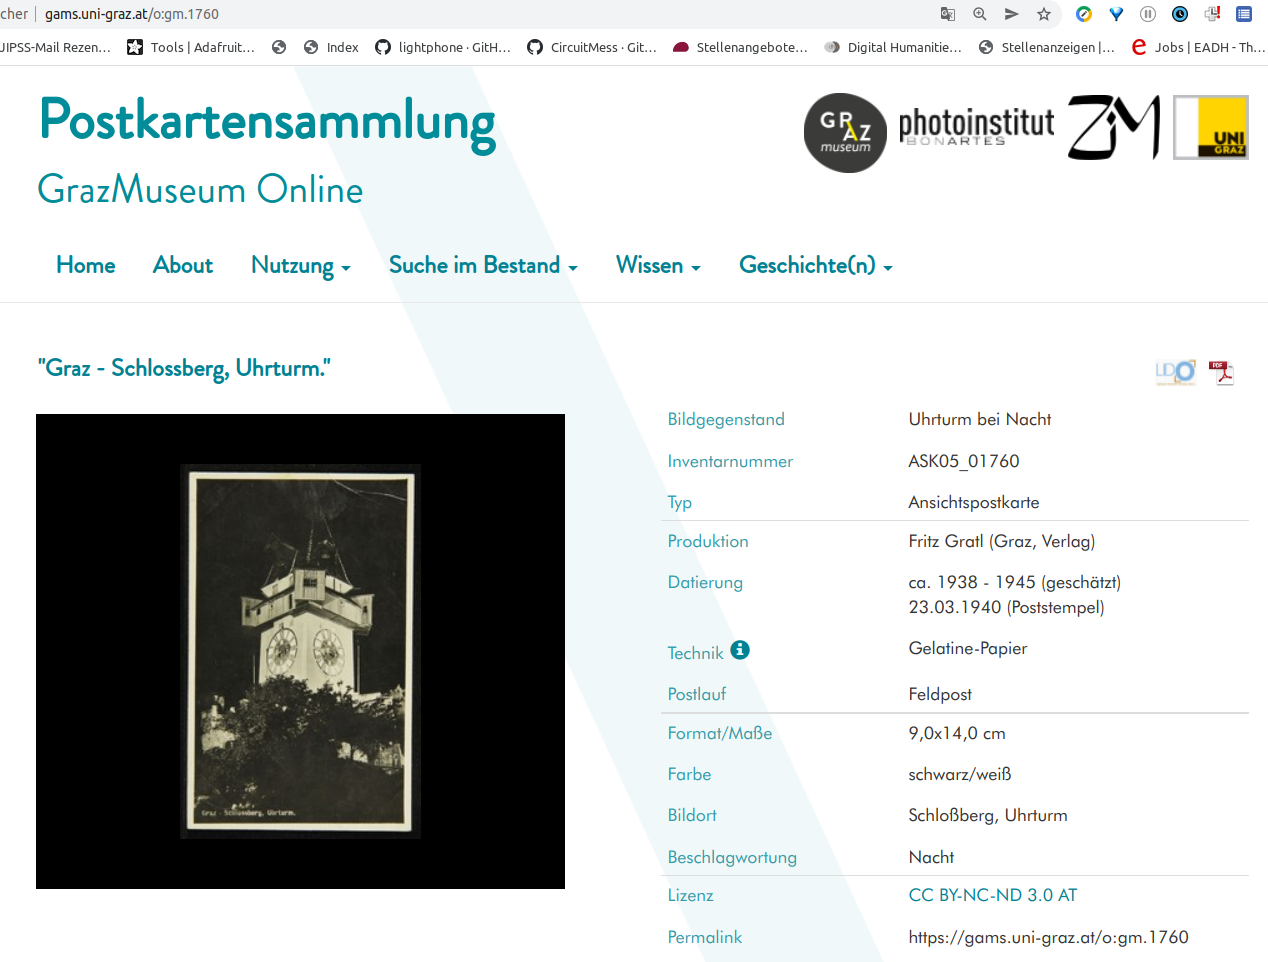 cher | gams.uni-graz.at/o:gm.1760
JIPSS-Mail Rezen... Tools | Adafruit... Index lightphone · GitH... CircuitMess · Git... Stellenangebote... Digital Humanitie... Stellenanzeigen |... Jobs | EADH - Th...
Postkartensammlung
GrazMuseum Online
GRAZ museum
photoinstitut
BONARTES
ZIM
UNI
GRAZ
Home About Nutzung Suche im Bestand Wissen Geschichte(n)
"Graz - Schlossberg, Uhrturm."
LIDO PDF
Graz - Schlossberg, Uhrturm.
Bildgegenstand Uhrturm bei Nacht
Inventarnummer ASK05_01760
Typ Ansichtspostkarte
Produktion Fritz Gratl (Graz, Verlag)
Datierung ca. 1938 - 1945 (geschätzt)
23.03.1940 (Poststempel)
Technik Gelatine-Papier
Postlauf Feldpost
Format/Maße 9,0x14,0 cm
Farbe schwarz/weiß
Bildort Schloßberg, Uhrturm
Beschlagwortung Nacht
Lizenz CC BY-NC-ND 3.0 AT
Permalink https://gams.uni-graz.at/o:gm.1760